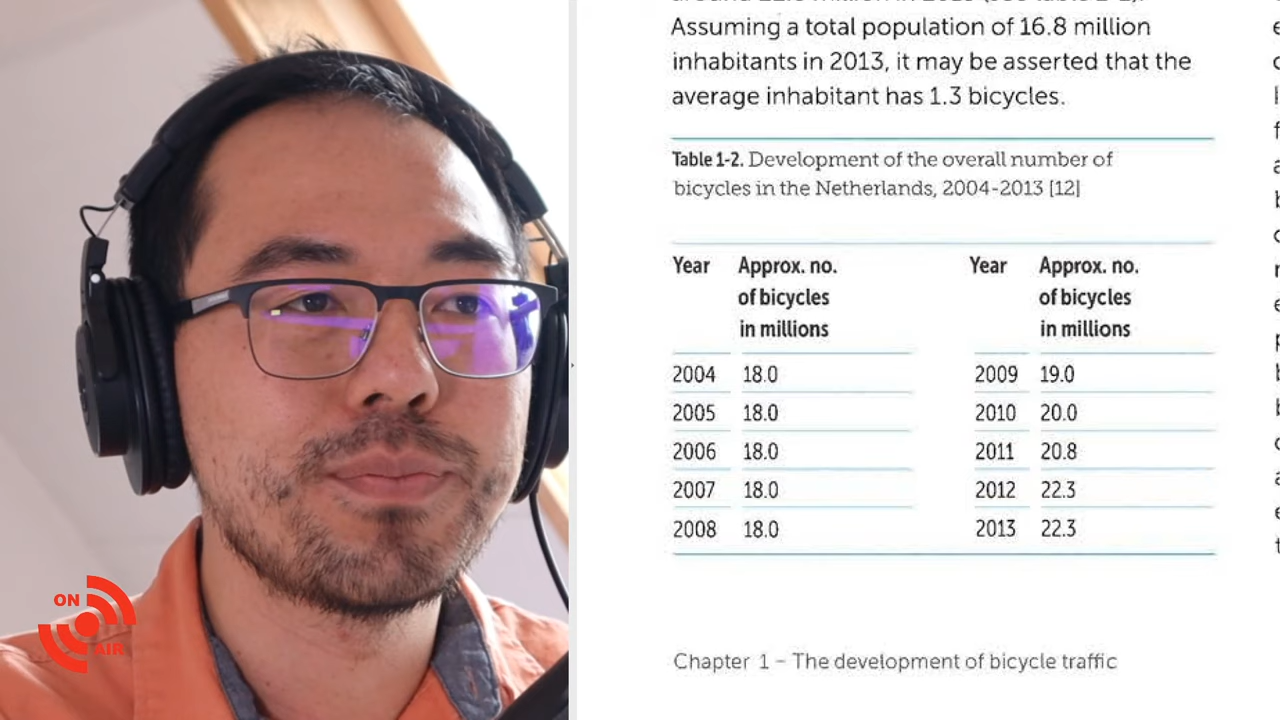 ON
AIR
Assuming a total population of 16.8 million
inhabitants in 2013, it may be asserted that the
average inhabitant has 1.3 bicycles.
Table 1-2. Development of the overall number of
bicycles in the Netherlands, 2004-2013 [12]
Year Approx. no. of bicycles in millions Year Approx. no. of bicycles in millions
2004 18.0 2009 19.0
2005 18.0 2010 20.0
2006 18.0 2011 20.8
2007 18.0 2012 22.3
2008 18.0 2013 22.3
Chapter 1 – The development of bicycle traffic